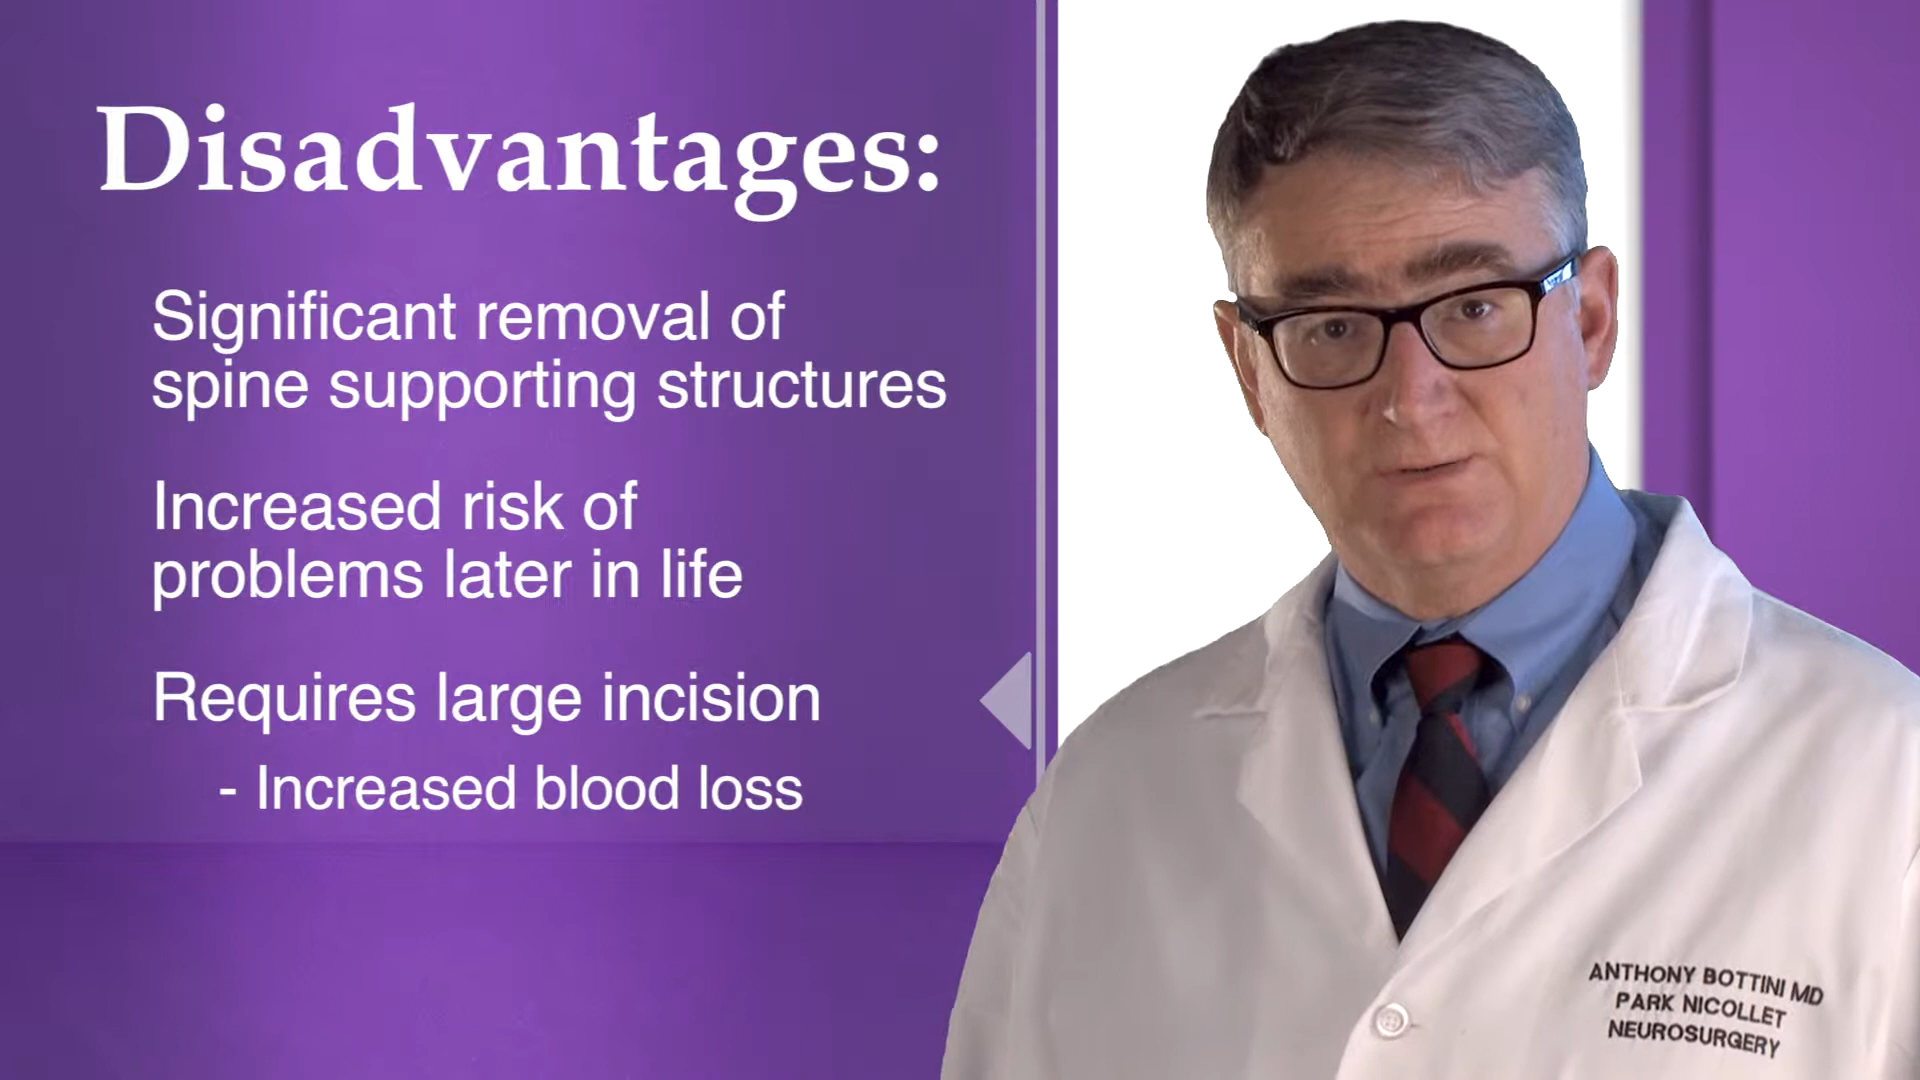 Disadvantages:
Significant removal of
spine supporting structures
Increased risk of
problems later in life
Requires large incision
- Increased blood loss
ANTHONY BOTTINI MD
PARK NICOLLET
NEUROSURGERY